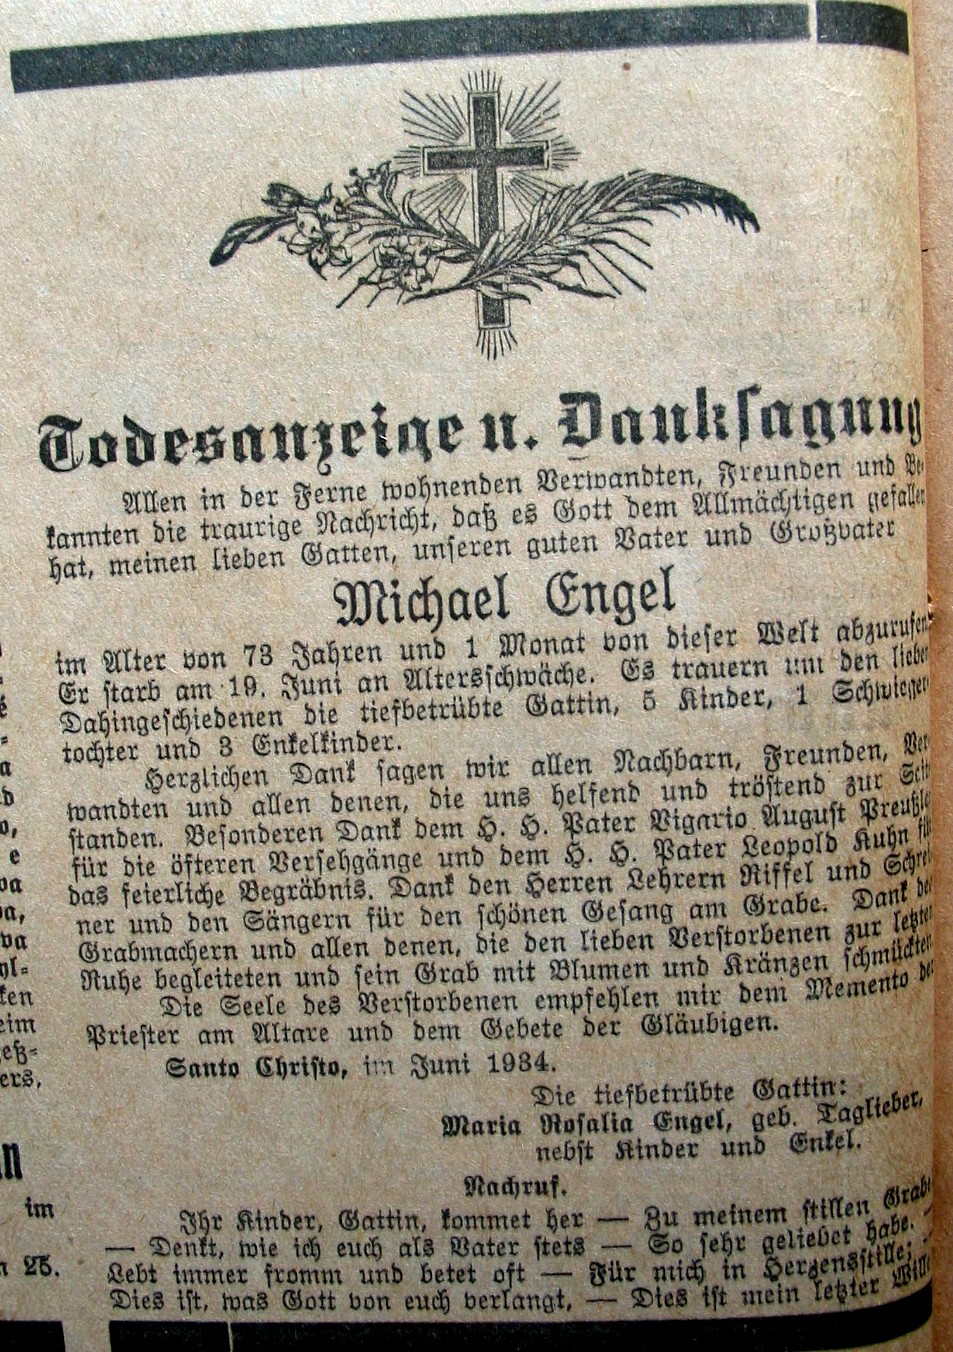 Todesanzeige u. Danksagung
Allen in der Ferne wohnenden Verwandten, Freunden und Be-
kannten die traurige Nachricht, daß es Gott dem Allmächtigen gefallen
hat, meinen lieben Gatten, unseren guten Vater und Großvater
Michael Engel
im Alter von 73 Jahren und 1 Monat von dieser Welt abzurufen.
Er starb am 19. Juni an Altersschwäche. Es trauern um den lieben
Dahingeschiedenen die tiefbetrübte Gattin, 5 Kinder, 1 Schwieger-
tochter und 3 Enkelkinder.
Herzlichen Dank sagen wir allen Nachbarn, Freunden, Ver-
wandten und allen denen, die uns helfend und tröstend zur Seite
standen. Besonderen Dank dem H. H. Pater Vigario August
für die öfteren Versehgänge und dem H. H. Pater Leopold Kuhn für
das feierliche Begräbnis. Dank den Herren Lehrern Riffel und Schrei-
ner und den Sängern für den schönen Gesang am Grabe. Dank den
Grabmachern und allen denen, die den lieben Verstorbenen zur letzten
Ruhe begleiteten und sein Grab mit Blumen und Kränzen schmückten.
Die Seele des Verstorbenen empfehlen mir dem Memento der
Priester am Altare und dem Gebete der Gläubigen.
Santo Christo, im Juni 1934.
Die tiefbetrübte Gattin:
Maria Rosalia Engel, geb. Taglieber,
nebst Kinder und Enkel.
Nachruf.
Ihr Kinder, Gattin, kommet her — Zu meinem stillen Grab
— Denkt, wie ich euch als Vater stets — So sehr geliebet habe. —
Lebt immer fromm und betet oft — Für mich in Herzensstille;
Dies ist, was Gott von euch verlangt, — Dies ist mein letzter Wille
im
25.